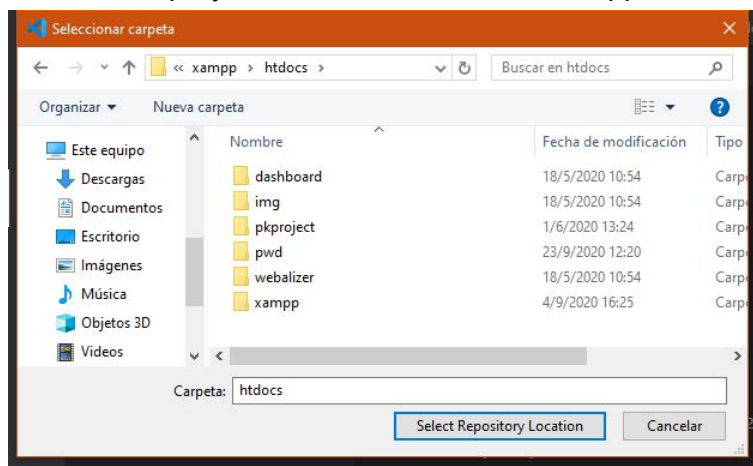 Seleccionar carpeta
« xampp › htdocs ›
Buscar en htdocs
Organizar Nueva carpeta
Nombre Fecha de modificación Tipo
Este equipo
Descargas
Documentos
Escritorio
Imágenes
Música
Objetos 3D
Videos
dashboard 18/5/2020 10:54 Carpe
img 18/5/2020 10:54 Carpe
pkproject 1/6/2020 13:24 Carpe
pwd 23/9/2020 12:20 Carpe
webalizer 18/5/2020 10:54 Carpe
xampp 4/9/2020 16:25 Carpe
Carpeta: htdocs
Select Repository Location Cancelar